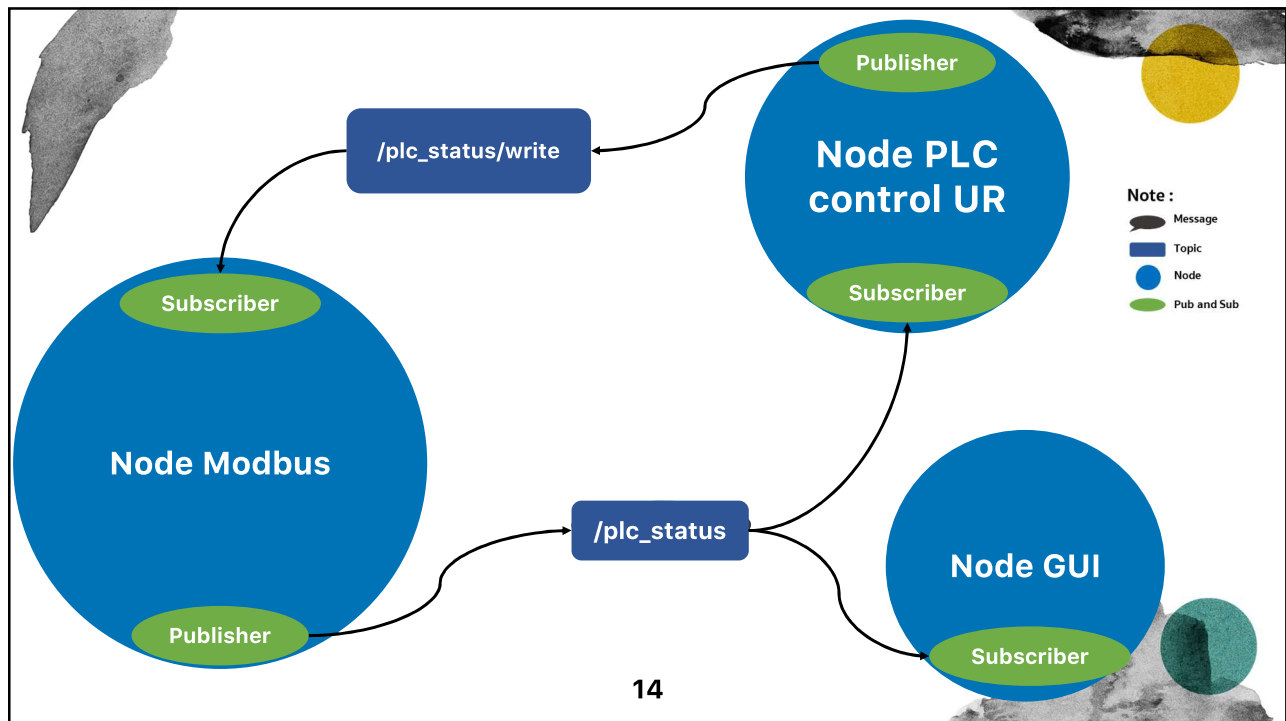 Publisher
/plc_status/write
Node PLC
control UR
Note :
Message
Topic
Node
Pub and Sub
Subscriber
Subscriber
Node Modbus
/plc_status
Node GUI
Publisher
Subscriber
14